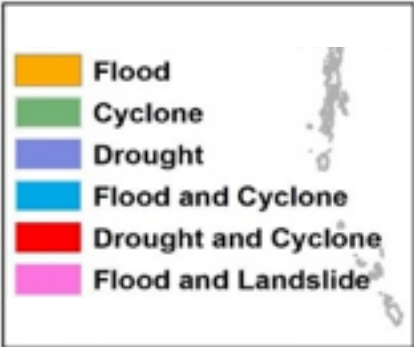 Flood
Cyclone
Drought
Flood and Cyclone
Drought and Cyclone
Flood and Landslide